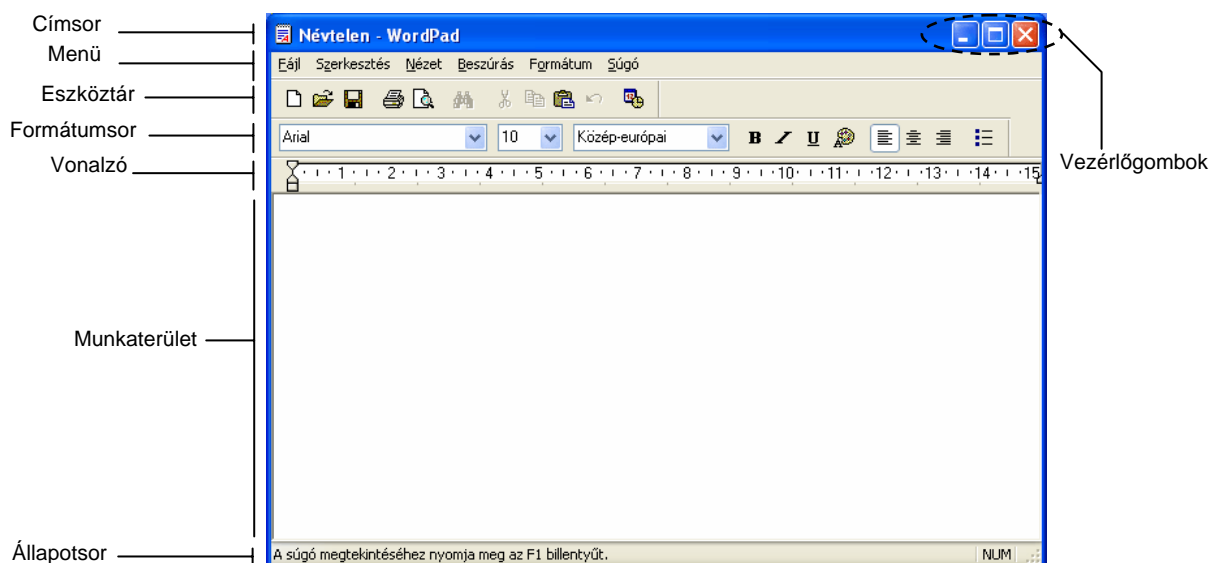 Címsor
Névtelen - WordPad
Menü
Fájl Szerkesztés Nézet Beszúrás Formátum Súgó
Eszköztár
Formátumsor
Arial 10 Közép-európai B U
Vonalzó
1 2 3 4 5 6 7 8 9 10 11 12 13 14 15
Vezérlőgombok
Munkaterület
Állapotsor
A súgó megtekintéséhez nyomja meg az F1 billentyűt. NUM